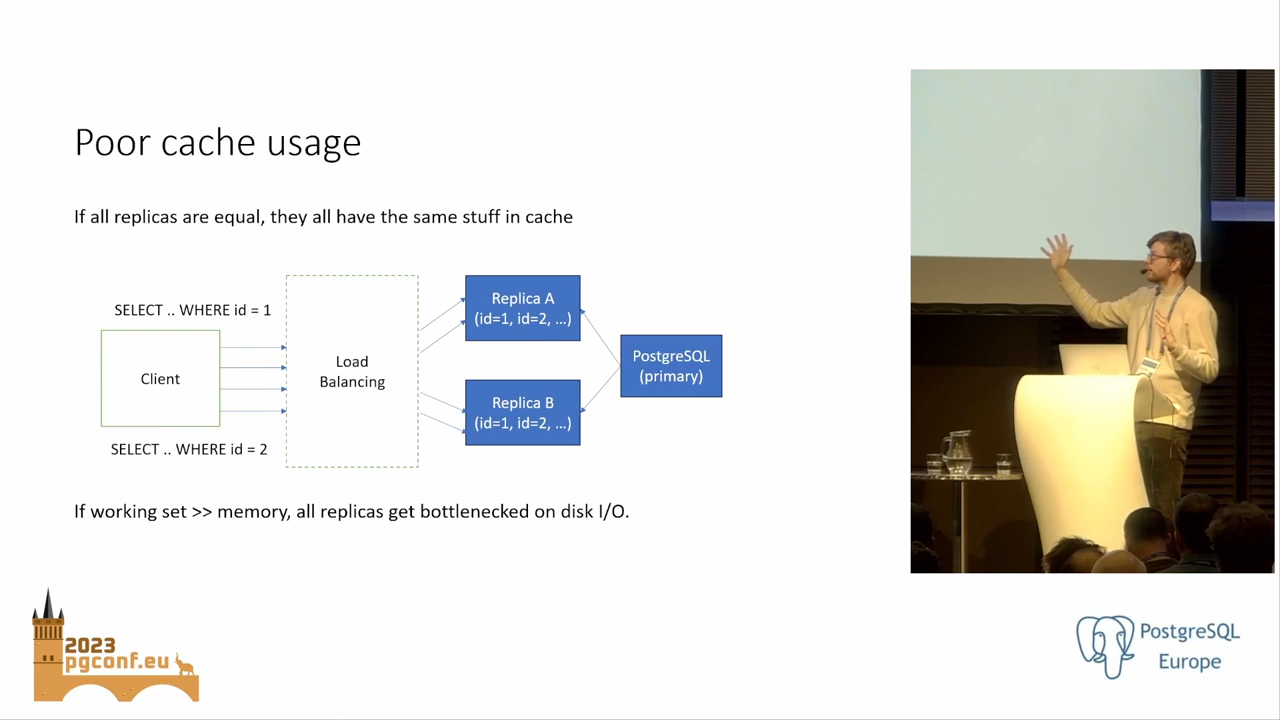 Poor cache usage
If all replicas are equal, they all have the same stuff in cache
SELECT .. WHERE id = 1
Client
SELECT .. WHERE id = 2
Load
Balancing
Replica A
(id=1, id=2, ...)
Replica B
(id=1, id=2, ...)
PostgreSQL
(primary)
If working set >> memory, all replicas get bottlenecked on disk I/O.
2023
pgconf.eu
PostgreSQL
Europe